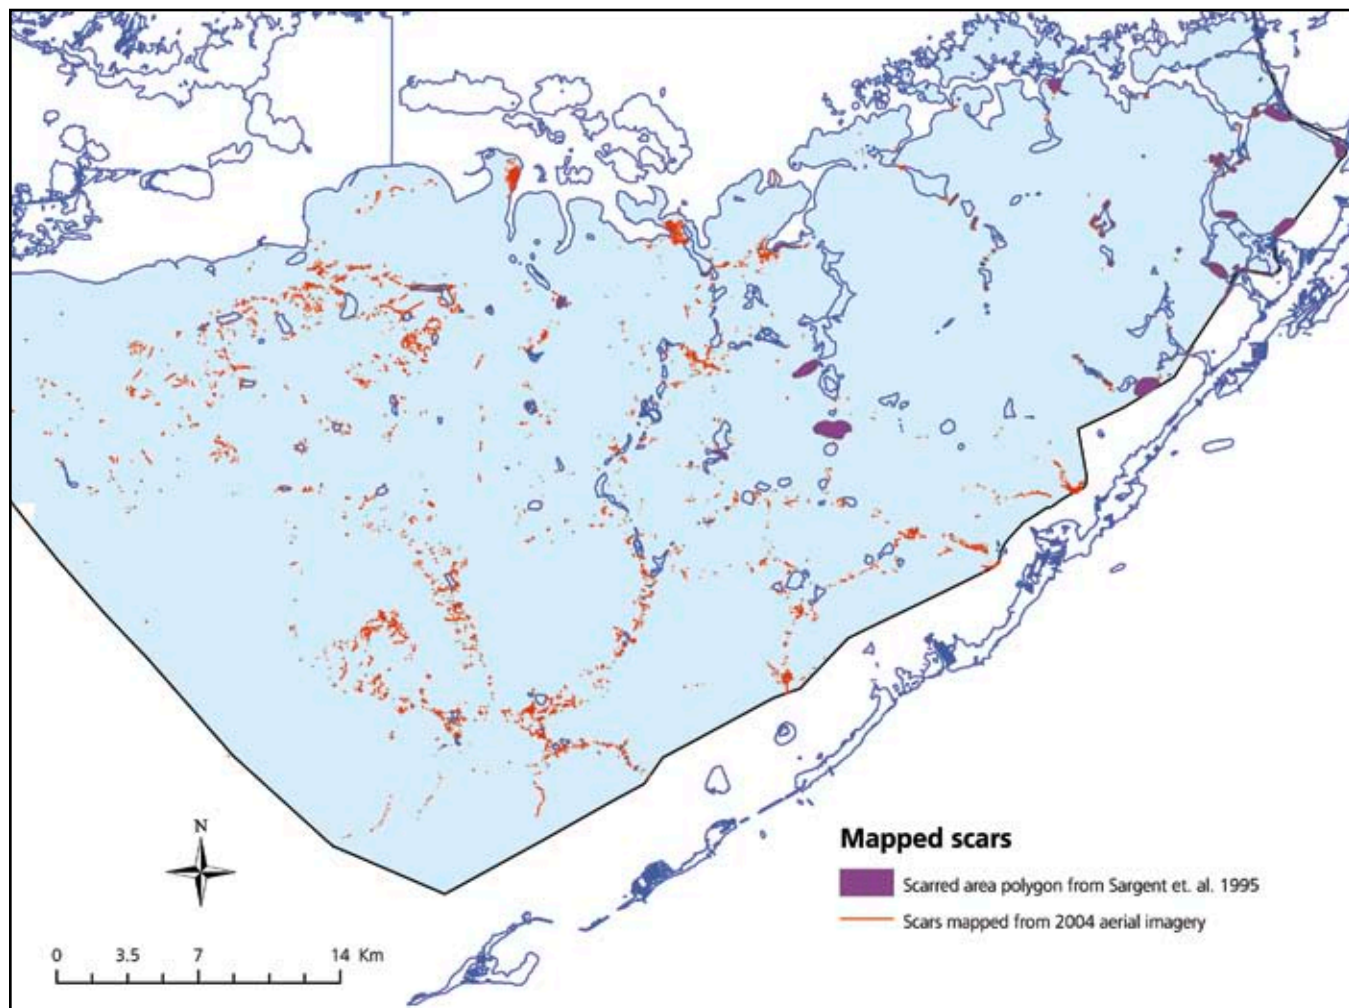 N
Mapped scars
Scarred area polygon from Sargent et. al. 1995
Scars mapped from 2004 aerial imagery
0 3.5 7 14 Km